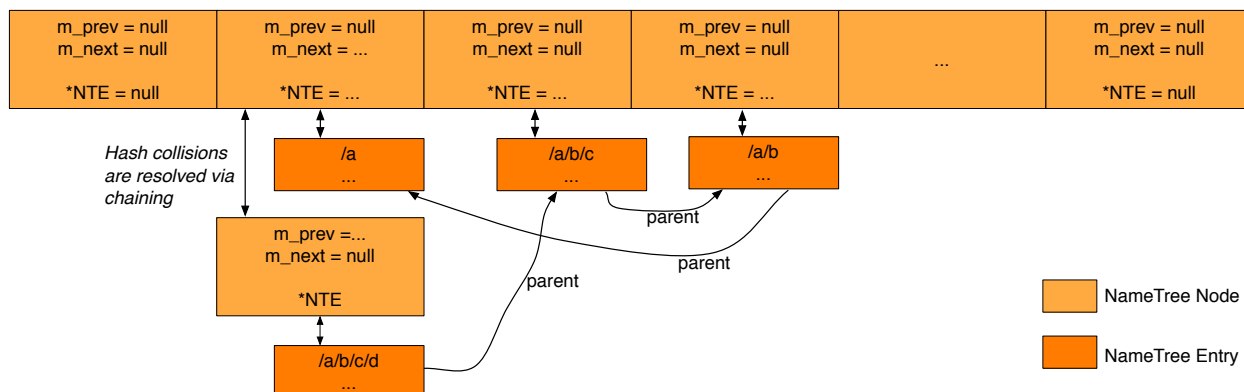 m_prev = null
m_next = null
*NTE = null
m_prev = null
m_next = ...
*NTE = ...
m_prev = null
m_next = null
*NTE = ...
m_prev = null
m_next = null
*NTE = ...
...
m_prev = null
m_next = null
*NTE = null
Hash collisions
are resolved via
chaining
/a
...
/a/b/c
...
/a/b
...
parent
parent
parent
m_prev =...
m_next = null
*NTE
/a/b/c/d
...
NameTree Node
NameTree Entry